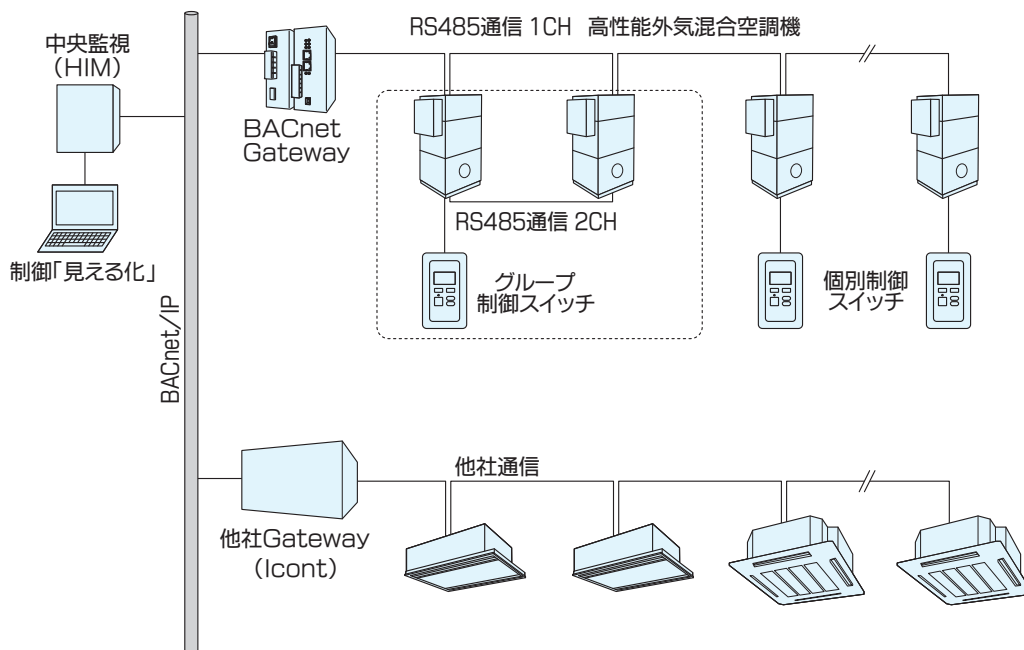 中央監視
（HIM）
制御「見える化」
BACnet/IP
BACnet
Gateway
RS485通信 1CH 高性能外気混合空調機
RS485通信 2CH
グループ
制御スイッチ
個別制御
スイッチ
他社Gateway
（Icont）
他社通信